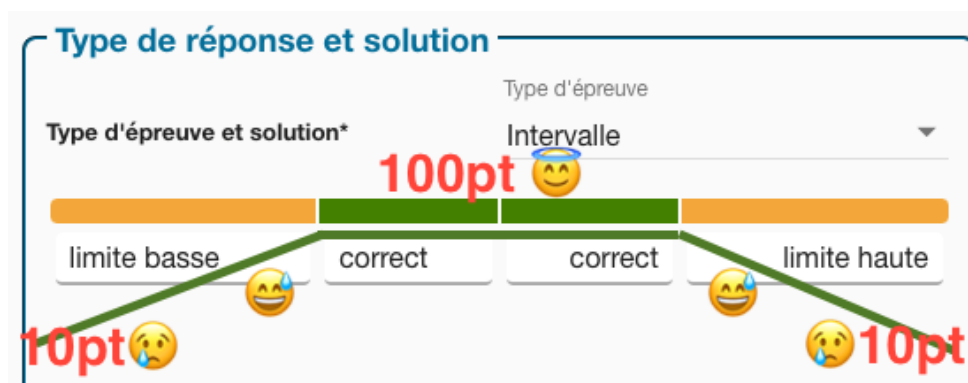 Type de réponse et solution
Type d'épreuve
Type d'épreuve et solution*
Intervalle
100pt
limite basse
correct
correct
limite haute
10pt
10pt